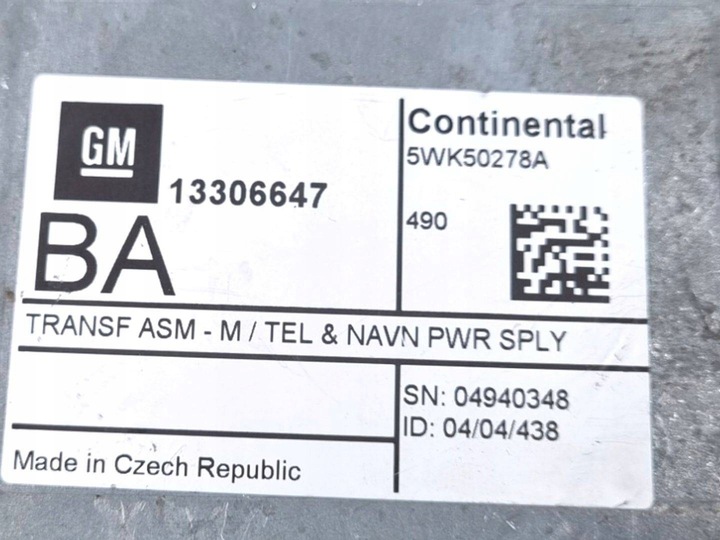 GM
13306647
BA
Continental
5WK50278A
490
TRANSF ASM - M / TEL & NAVN PWR SPLY
SN: 04940348
ID: 04/04/438
Made in Czech Republic